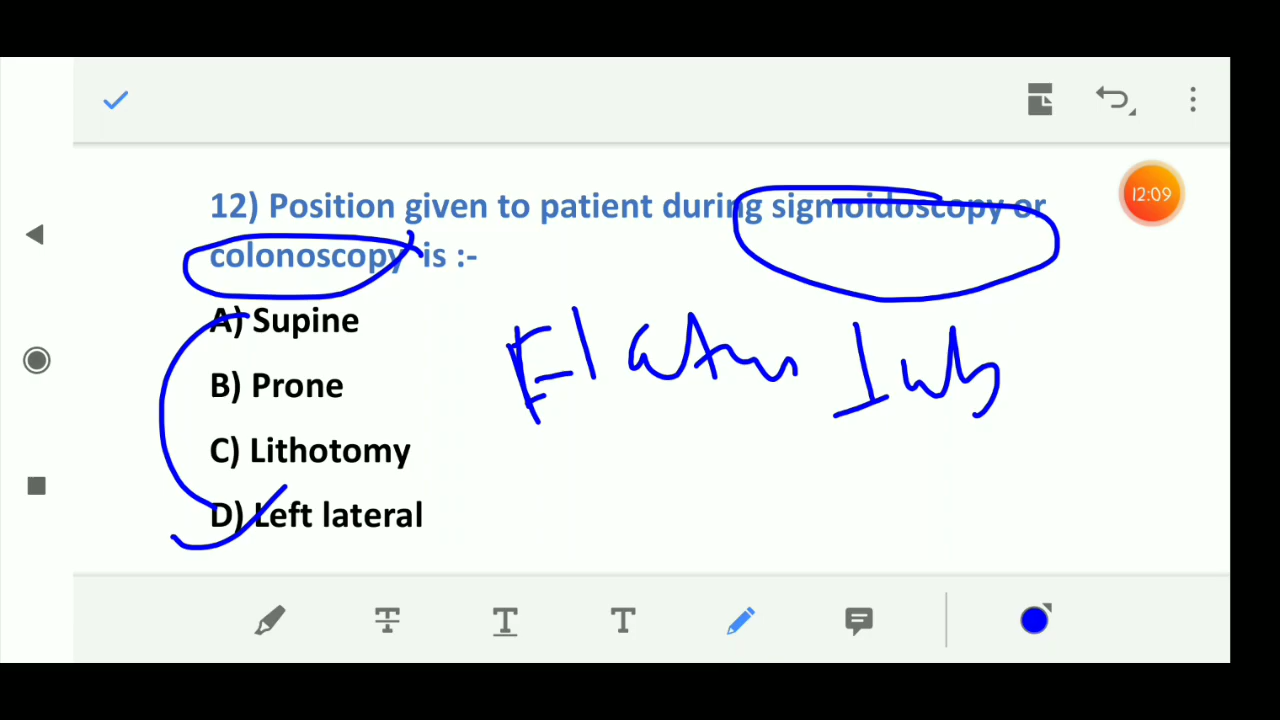 12:09
12) Position given to patient during sigmoidoscopy or
colonoscopy is :-
A) Supine
B) Prone
C) Lithotomy
D) Left lateral